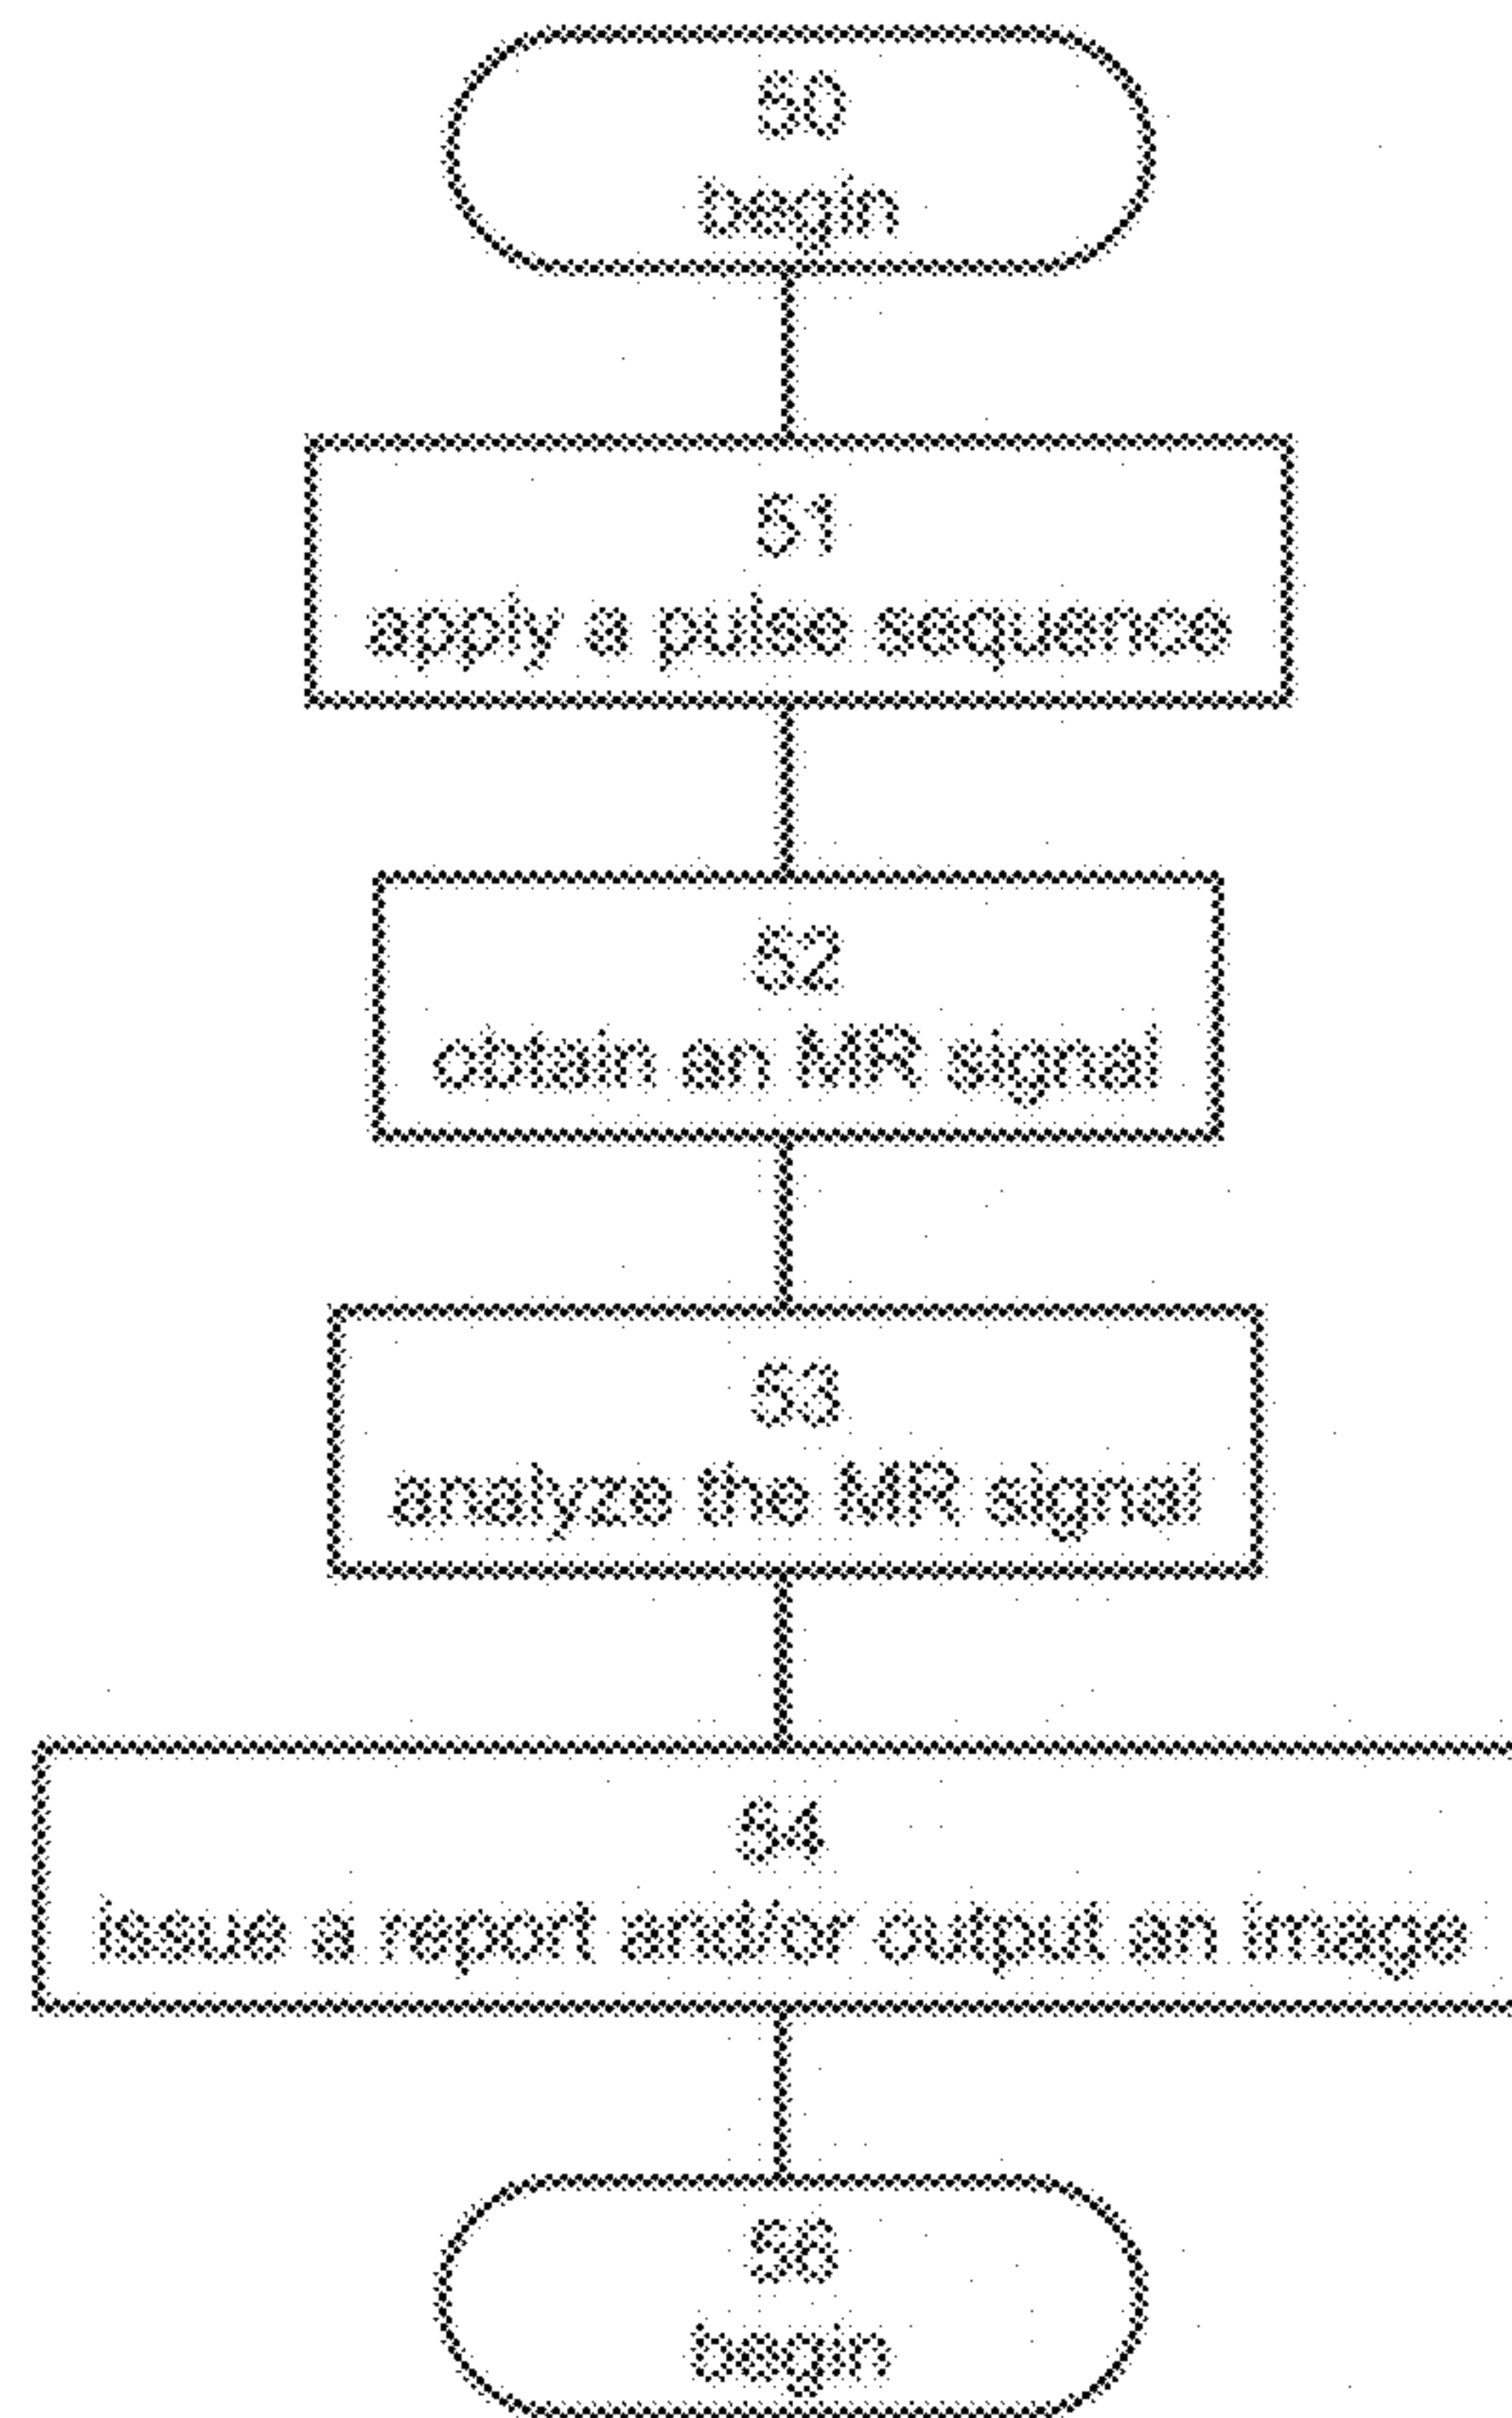 S0
begin
S1
apply a pulse sequence
S2
obtain an MR signal
S3
analyze the MR signal
S4
issue a report and/or output an image
S6
begin